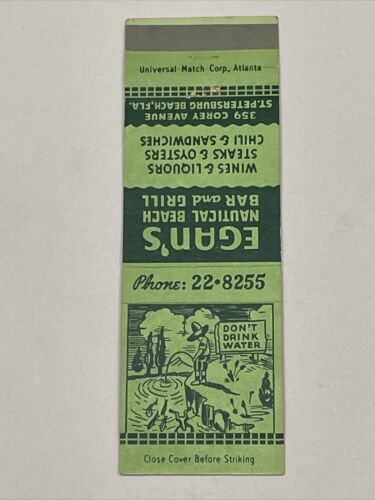 Universal Match Corp., Atlanta
EGAN'S
NAUTICAL BEACH
BAR and GRILL
WINES & LIQUORS
STEAKS & OYSTERS
CHILI & SANDWICHES
359 COREY AVENUE
ST. PETERSBURG BEACH, FLA.
Phone: 22•8255
DON'T
DRINK
WATER
Close Cover Before Striking